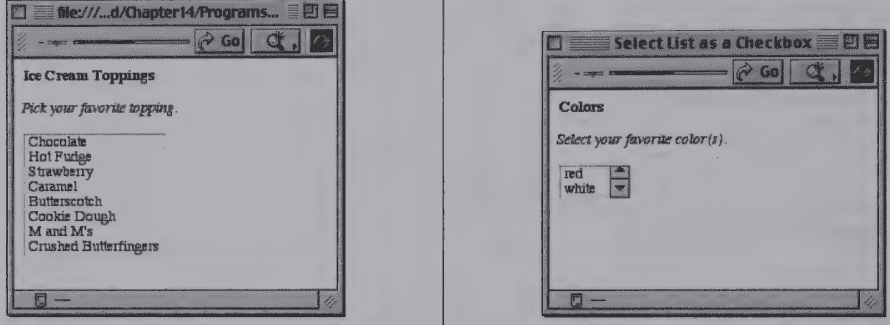 file:///...d/Chapter14/Programs...
Go
Ice Cream Toppings
Pick your favorite topping.
Chocolate
Hot Fudge
Strawberry
Caramel
Butterscotch
Cookie Dough
M and M's
Crushed Butterfingers
Select List as a Checkbox
Go
Colors
Select your favorite color(s).
red
white